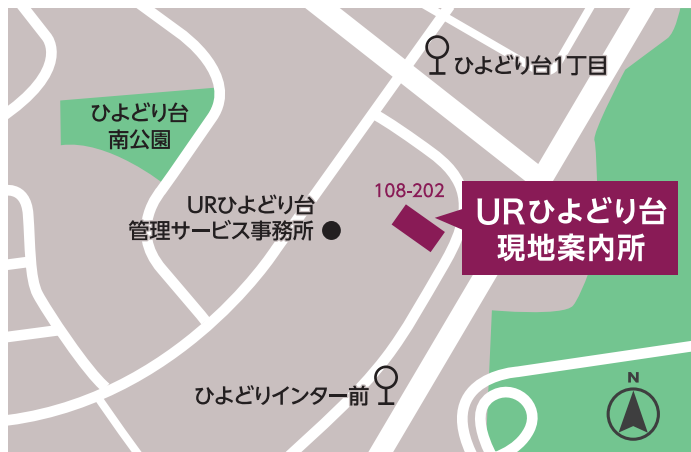 ひよどり台1丁目
ひよどり台
南公園
108-202
URひよどり台
管理サービス事務所
URひよどり台
現地案内所
ひよどりインター前
N